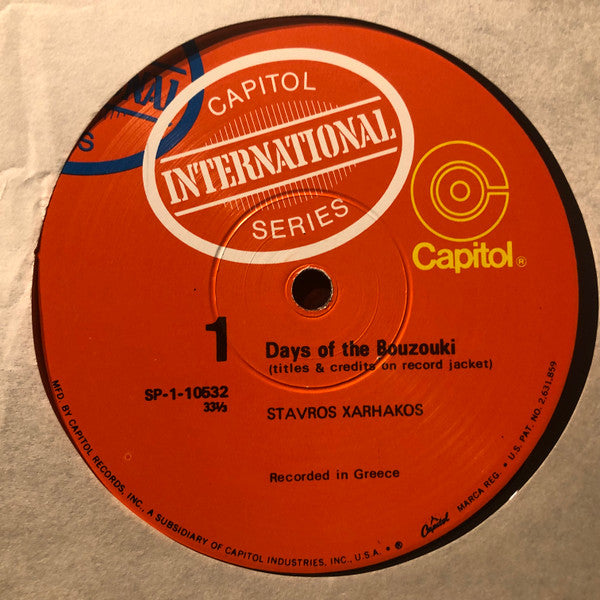 NAL
S
CAPITOL
INTERNATIONAL
SERIES
Capitol®
1
Days of the Bouzouki
(titles & credits on record jacket)
SP-1-10532
33⅓
STAVROS XARHAKOS
Recorded in Greece
MFD. BY CAPITOL RECORDS, INC., A SUBSIDIARY OF CAPITOL INDUSTRIES, INC., U.S.A. • ®
Capitol
MARCA REG. • U.S. PAT. NO. 2,631,859